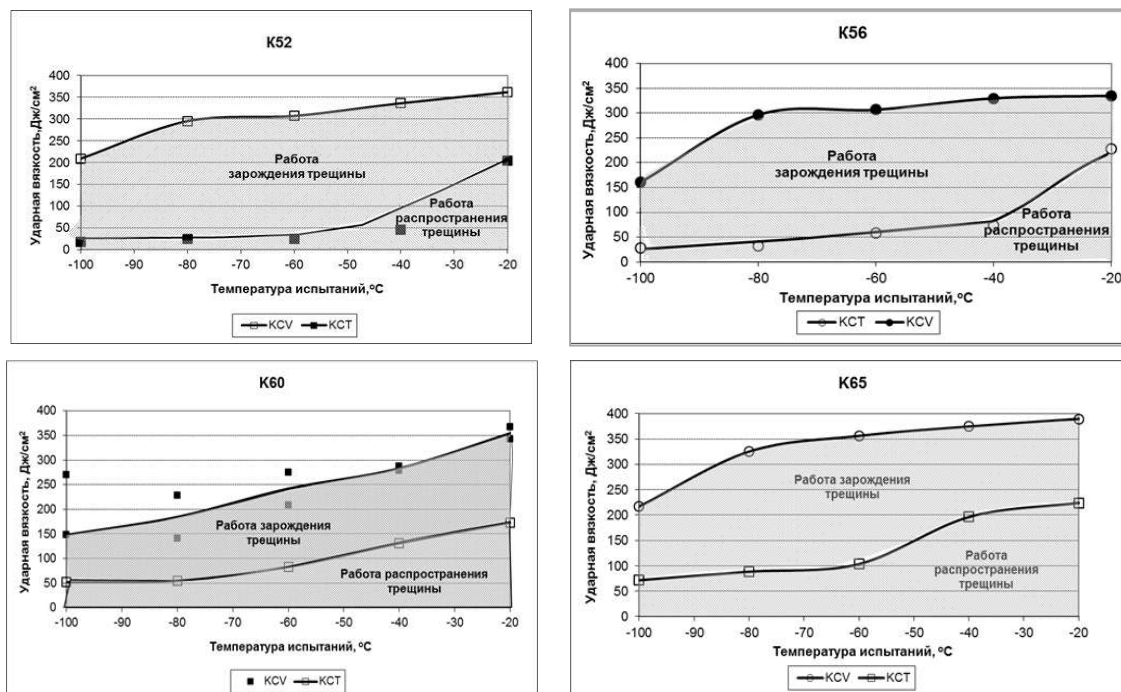 K52
Ударная вязкость,Дж/см²
400
350
300
250
200
150
100
50
0
Работа
зарождения трещины
Работа
распространения
трещины
-100 -90 -80 -70 -60 -50 -40 -30 -20
Температура испытаний,°С
KCV KCT
K56
Ударная вязкость,Дж/см²
400
350
300
250
200
150
100
50
0
Работа
зарождения трещины
Работа
распространения
трещины
-100 -80 -60 -40 -20
Температура испытаний,°С
KCT KCV
K60
Ударная вязкость, Дж/см²
400
350
300
250
200
150
100
50
0
Работа зарождения
трещины
Работа распространения
трещины
-100 -90 -80 -70 -60 -50 -40 -30 -20
Температура испытаний, °С
KCV KCT
K65
Ударная вязкость, Дж/см²
400
350
300
250
200
150
100
50
0
Работа зарождения
трещины
Работа
распространения
трещины
-100 -90 -80 -70 -60 -50 -40 -30 -20
Температура испытаний, °С
KCV KCT